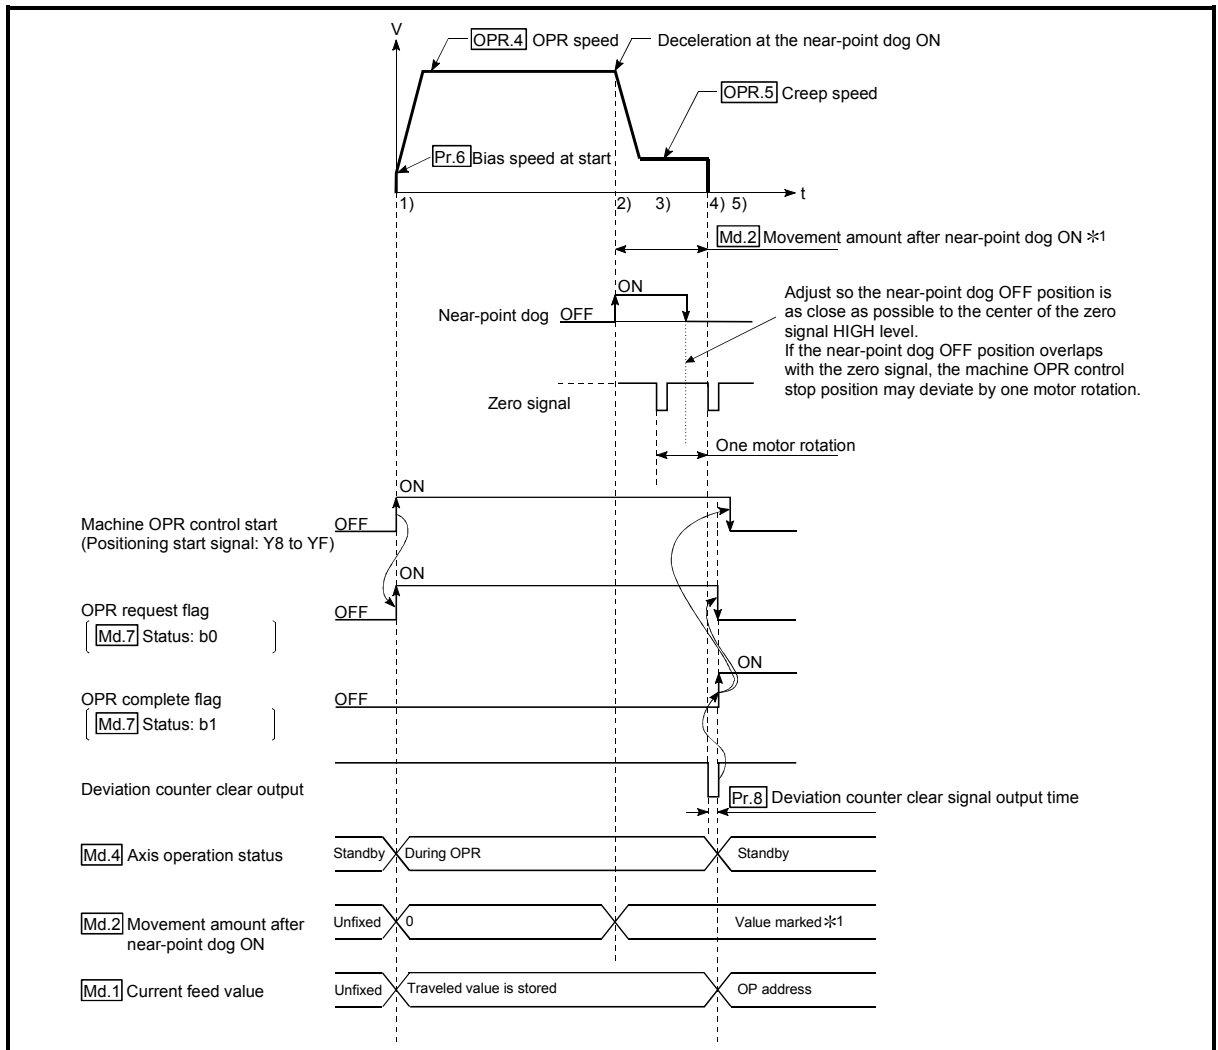 V
OPR.4 OPR speed
Deceleration at the near-point dog ON
OPR.5 Creep speed
Pr.6 Bias speed at start
t
1)
2)
3)
4)
5)
Md.2 Movement amount after near-point dog ON *1
ON
Near-point dog OFF
Adjust so the near-point dog OFF position is
as close as possible to the center of the zero
signal HIGH level.
If the near-point dog OFF position overlaps
with the zero signal, the machine OPR control
stop position may deviate by one motor rotation.
Zero signal
One motor rotation
ON
Machine OPR control start
OFF
(Positioning start signal: Y8 to YF)
ON
OPR request flag
OFF
Md.7 Status: b0
ON
OPR complete flag
OFF
Md.7 Status: b1
Deviation counter clear output
Pr.8 Deviation counter clear signal output time
Md.4 Axis operation status
Standby
During OPR
Standby
Md.2 Movement amount after
near-point dog ON
Unfixed
0
Value marked *1
Md.1 Current feed value
Unfixed
Traveled value is stored
OP address